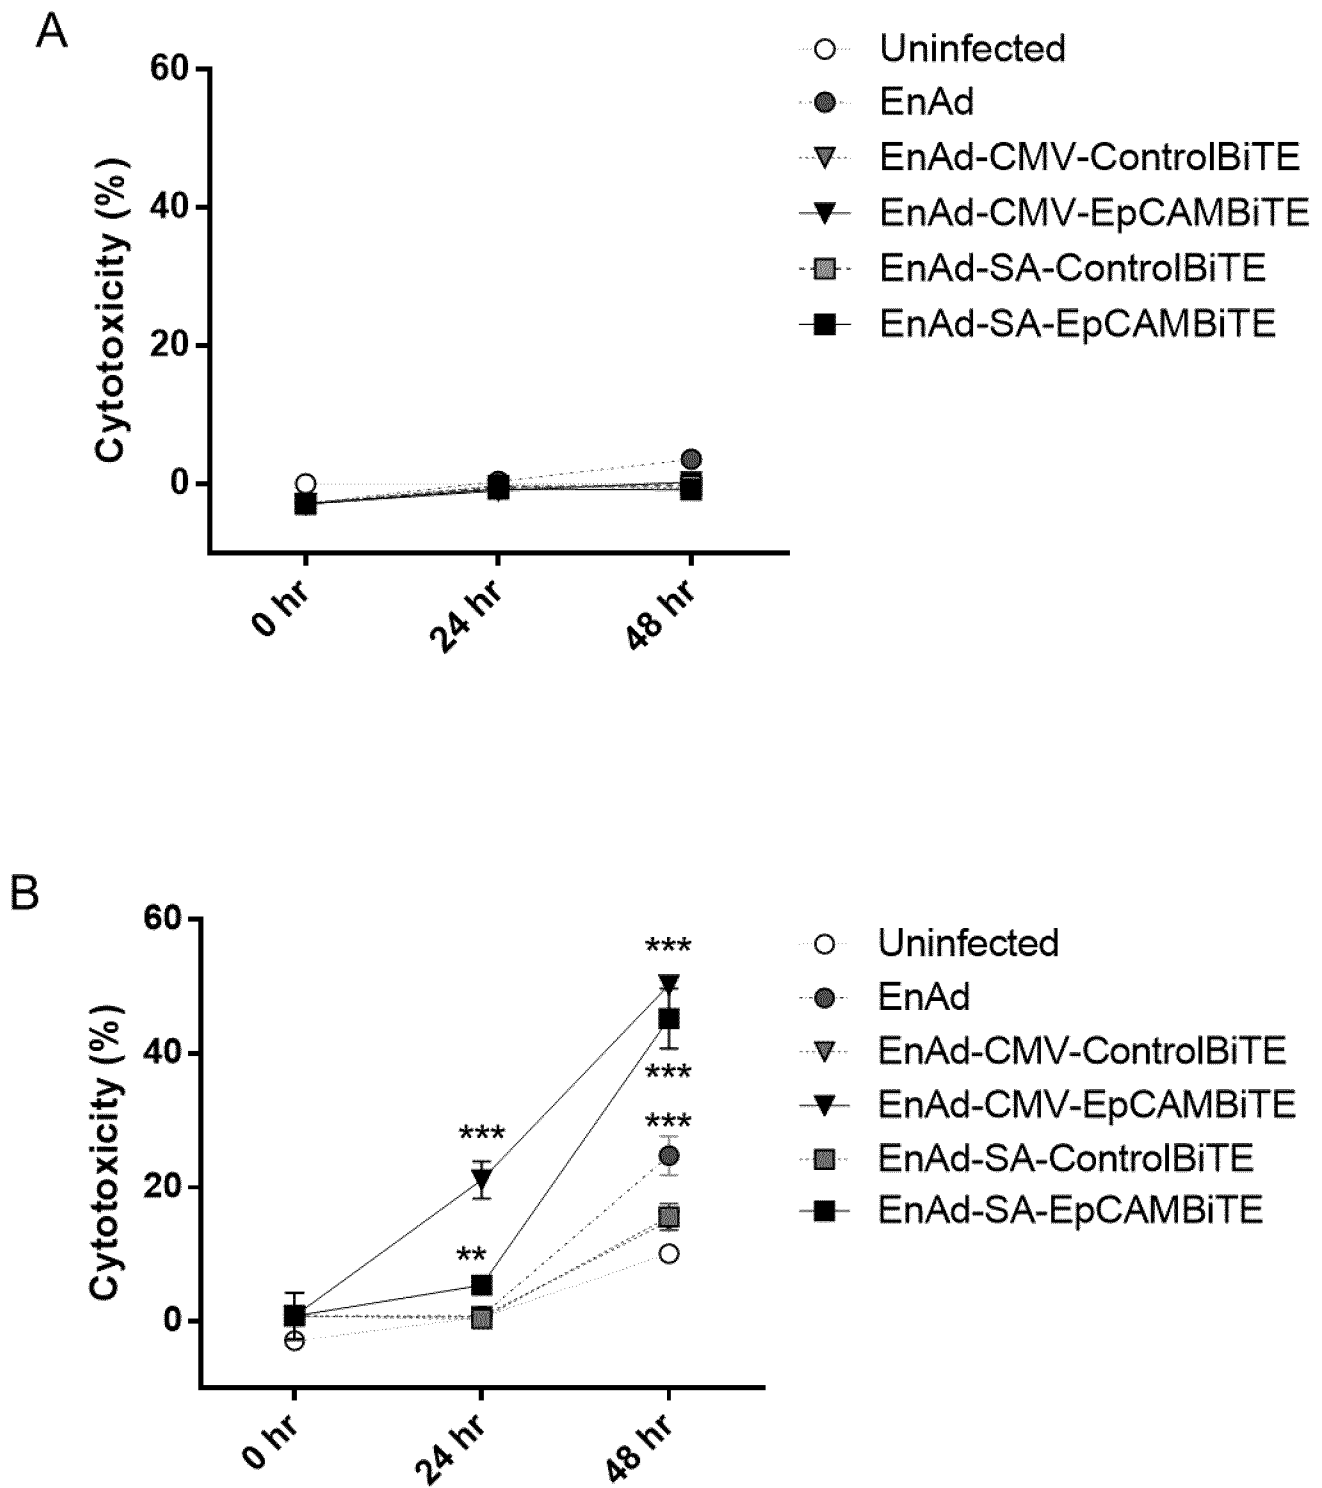 A
Uninfected
EnAd
EnAd-CMV-ControlBiTE
EnAd-CMV-EpCAMBiTE
EnAd-SA-ControlBiTE
EnAd-SA-EpCAMBiTE
Cytotoxicity (%)
60
40
20
0
0 hr
24 hr
48 hr
B
Uninfected
EnAd
EnAd-CMV-ControlBiTE
EnAd-CMV-EpCAMBiTE
EnAd-SA-ControlBiTE
EnAd-SA-EpCAMBiTE
Cytotoxicity (%)
60
40
20
0
***
***
***
***
**
0 hr
24 hr
48 hr